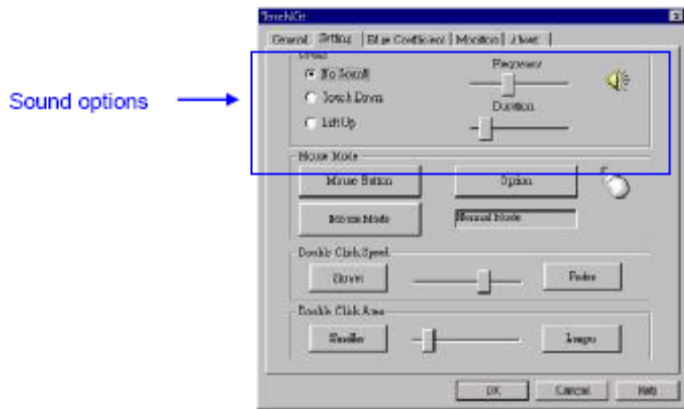 TouchKit
General Setting Edge Coefficient Monitors About
Sound
No Sound Frequency
Touch Down
Sound options
Duration
Lift Up
Mouse Mode
Mouse Button Option
Mouse Mode Normal Mode
Double Click Speed
Slower Faster
Double Click Area
Smaller Larger
OK Cancel Help